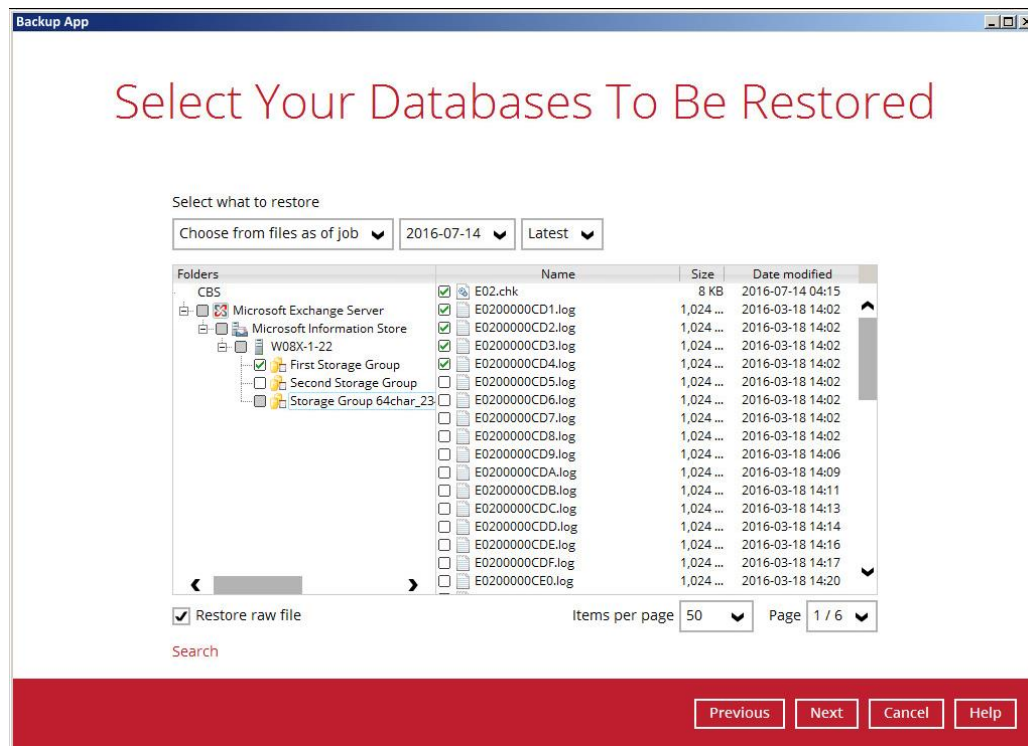 Backup App
Select Your Databases To Be Restored
Select what to restore
Choose from files as of job 2016-07-14 Latest
Folders Name Size Date modified
CBS
Microsoft Exchange Server
Microsoft Information Store
W08X-1-22
First Storage Group
Second Storage Group
Storage Group 64char_23
E02.chk 8 KB 2016-07-14 04:15
E0200000CD1.log 1,024 ... 2016-03-18 14:02
E0200000CD2.log 1,024 ... 2016-03-18 14:02
E0200000CD3.log 1,024 ... 2016-03-18 14:02
E0200000CD4.log 1,024 ... 2016-03-18 14:02
E0200000CD5.log 1,024 ... 2016-03-18 14:02
E0200000CD6.log 1,024 ... 2016-03-18 14:02
E0200000CD7.log 1,024 ... 2016-03-18 14:02
E0200000CD8.log 1,024 ... 2016-03-18 14:02
E0200000CD9.log 1,024 ... 2016-03-18 14:06
E0200000CDA.log 1,024 ... 2016-03-18 14:09
E0200000CDB.log 1,024 ... 2016-03-18 14:11
E0200000CDC.log 1,024 ... 2016-03-18 14:13
E0200000CDD.log 1,024 ... 2016-03-18 14:14
E0200000CDE.log 1,024 ... 2016-03-18 14:16
E0200000CDF.log 1,024 ... 2016-03-18 14:17
E0200000CE0.log 1,024 ... 2016-03-18 14:20
Restore raw file Items per page 50 Page 1 / 6
Search
Previous Next Cancel Help